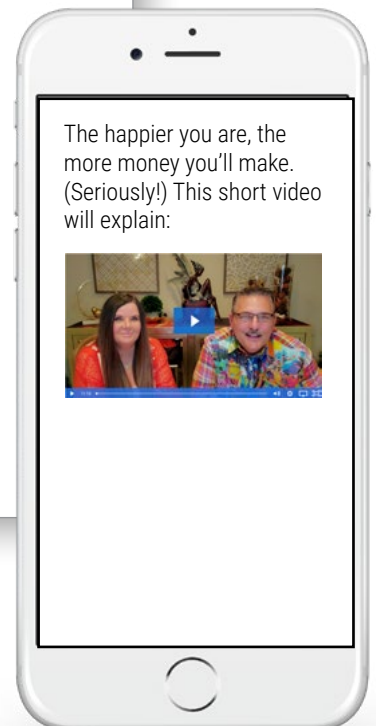 The happier you are, the
more money you’ll make.
(Seriously!) This short video
will explain: